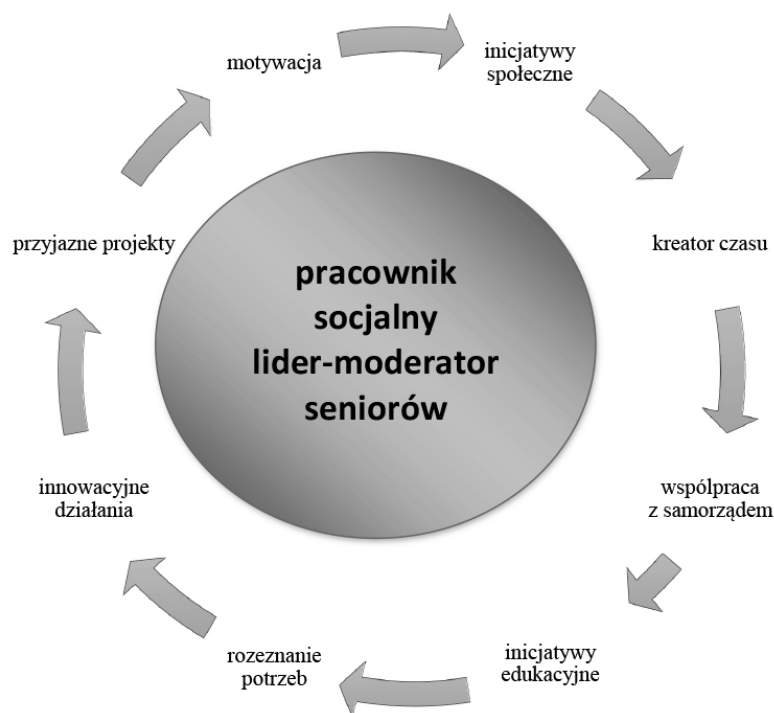 motywacja
inicjatywy
społeczne
kreator czasu
wspólpraca
z samorządem
inicjatywy
edukacyjne
rozeznanie
potrzeb
innowacyjne
działania
przyjazne projekty
pracownik
socjalny
lider-moderator
seniorów